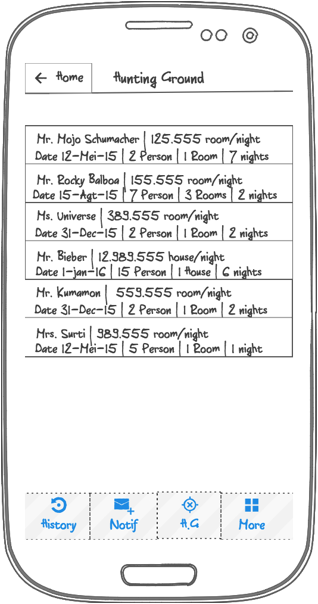 ← Home Hunting Ground
Mr. Mojo Schumacher | 125.555 room/night
Date 12-Mei-15 | 2 Person | 1 Room | 7 nights
Mr. Rocky Balboa | 155.555 room/night
Date 15-Agt-15 | 7 Person | 3 Rooms | 2 nights
Ms. Universe | 389.555 room/night
Date 31-Dec-15 | 2 Person | 1 Room | 2 nights
Mr. Bieber | 12.989.555 house/night
Date 1-jan-16 | 15 Person | 1 House | 6 nights
Mr. Kumamon | 559.555 room/night
Date 31-Dec-15 | 2 Person | 1 Room | 2 nights
Mrs. Surti | 989.555 room/night
Date 12-Mei-15 | 5 Person | 1 Room | 1 night
History Notif H.G More